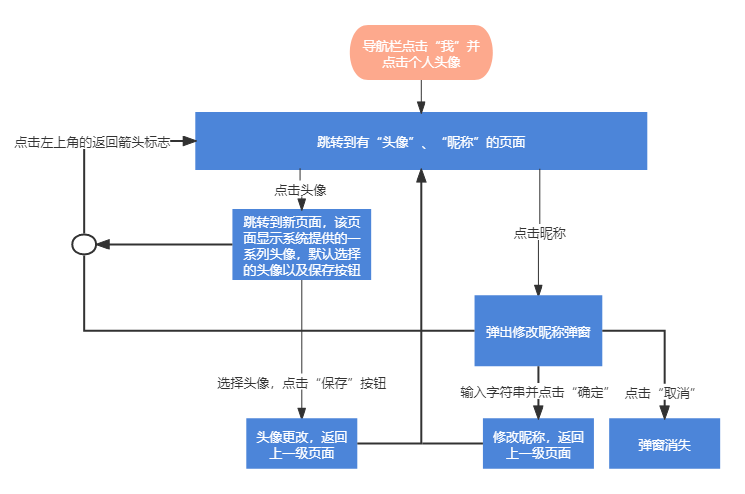 导航栏点击“我”并
点击个人头像
点击左上角的返回箭头标志
跳转到有“头像”、“昵称”的页面
点击头像
跳转到新页面，该页
面显示系统提供的一
系列头像，默认选择
的头像以及保存按钮
点击昵称
弹出修改昵称弹窗
选择头像，点击“保存”按钮
输入字符串并点击“确定”
点击“取消”
头像更改，返回
上一级页面
修改昵称，返回
上一级页面
弹窗消失